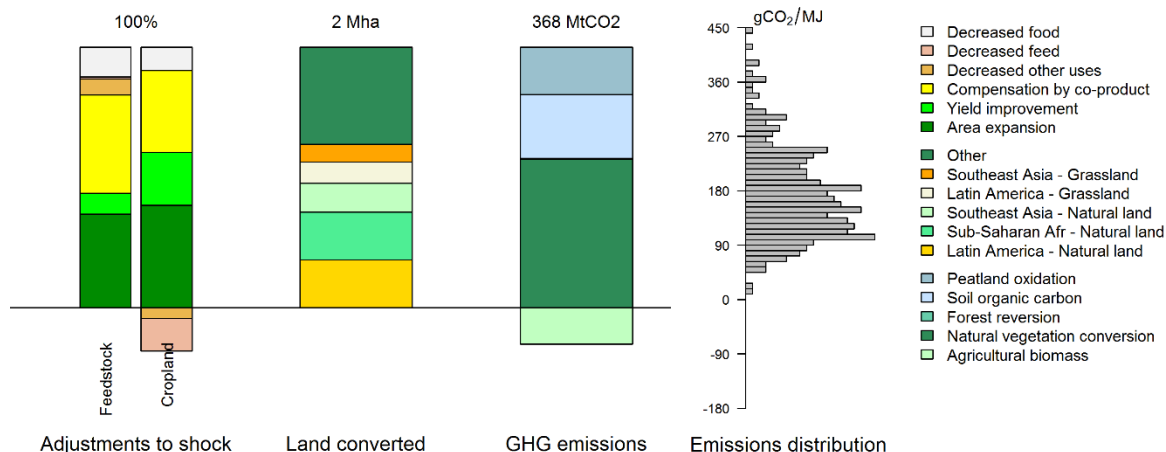 100%
2 Mha
368 MtCO2
gCO₂/MJ
450
360
270
180
90
0
-90
-180
Feedstock
Cropland
Adjustments to shock
Land converted
GHG emissions
Emissions distribution
Decreased food
Decreased feed
Decreased other uses
Compensation by co-product
Yield improvement
Area expansion
Other
Southeast Asia - Grassland
Latin America - Grassland
Southeast Asia - Natural land
Sub-Saharan Afr - Natural land
Latin America - Natural land
Peatland oxidation
Soil organic carbon
Forest reversion
Natural vegetation conversion
Agricultural biomass